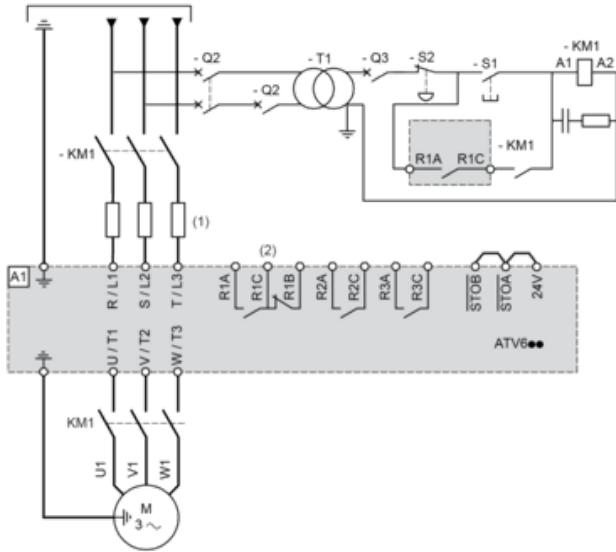 - Q2
- T1
- Q3
- S2
- S1
- KM1
A1
A2
- Q2
- KM1
R1A
R1C
- KM1
(1)
(2)
A1
R / L1
S / L2
T / L3
R1A
R1C
R1B
R2A
R2C
R3A
R3C
STOB
STOA
24V
U / T1
V / T2
W / T3
ATV6●●
KM1
U1
V1
W1
M
3 ~